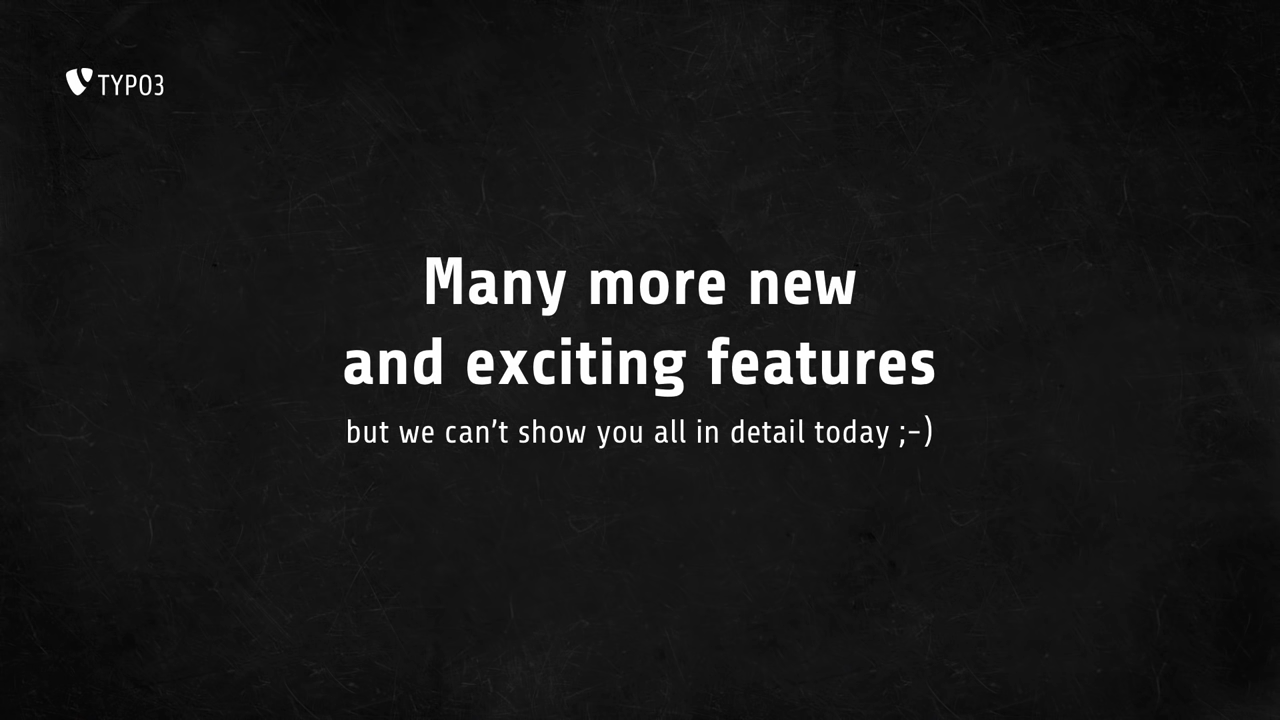 TYPO3
Many more new
and exciting features
but we can’t show you all in detail today ;-)